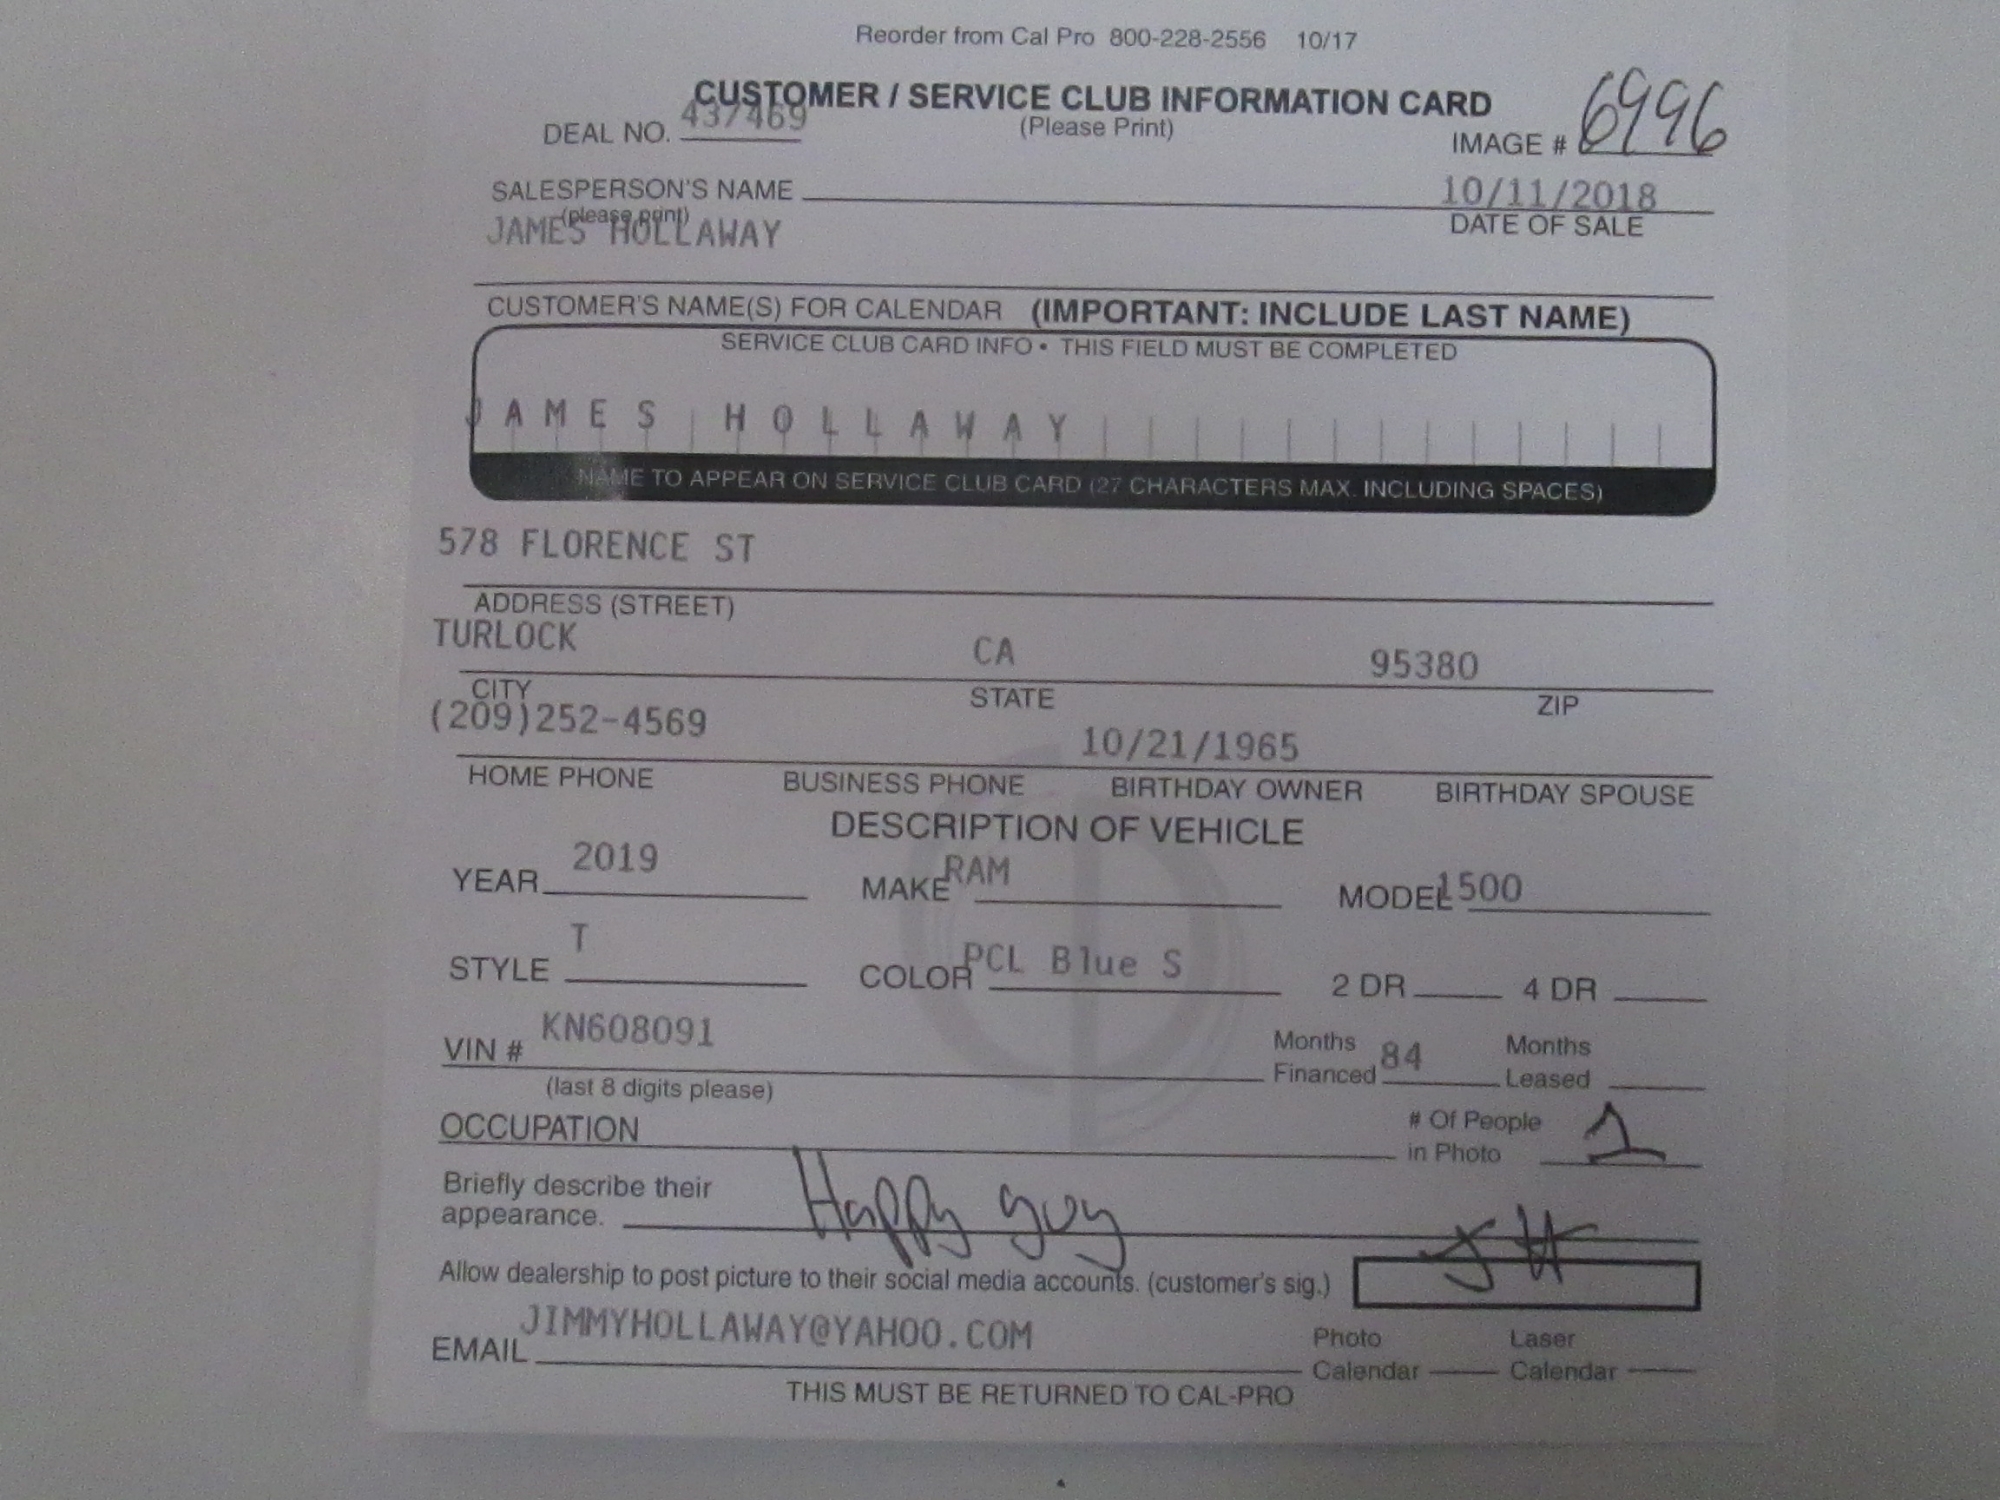 Reorder from Cal Pro 800-228-2556 10/17
CUSTOMER / SERVICE CLUB INFORMATION CARD
(Please Print)
DEAL NO. 437469
IMAGE # 6996
SALESPERSON'S NAME 10/11/2018
(please print) DATE OF SALE
JAMES HOLLAWAY
CUSTOMER'S NAME(S) FOR CALENDAR (IMPORTANT: INCLUDE LAST NAME)
SERVICE CLUB CARD INFO • THIS FIELD MUST BE COMPLETED
JAMES HOLLAWAY
NAME TO APPEAR ON SERVICE CLUB CARD (27 CHARACTERS MAX. INCLUDING SPACES)
578 FLORENCE ST
ADDRESS (STREET)
TURLOCK CA 95380
CITY STATE ZIP
(209)252-4569 10/21/1965
HOME PHONE BUSINESS PHONE BIRTHDAY OWNER BIRTHDAY SPOUSE
DESCRIPTION OF VEHICLE
YEAR 2019 MAKE RAM MODEL 1500
STYLE T COLOR PCL Blue S 2 DR 4 DR
VIN # KN608091 Months Financed 84 Months Leased
(last 8 digits please)
OCCUPATION # Of People in Photo 1
Briefly describe their
appearance. Happy guy
Allow dealership to post picture to their social media accounts. (customer's sig.) JH
EMAIL JIMMYHOLLAWAY@YAHOO.COM Photo Calendar Laser Calendar
THIS MUST BE RETURNED TO CAL-PRO